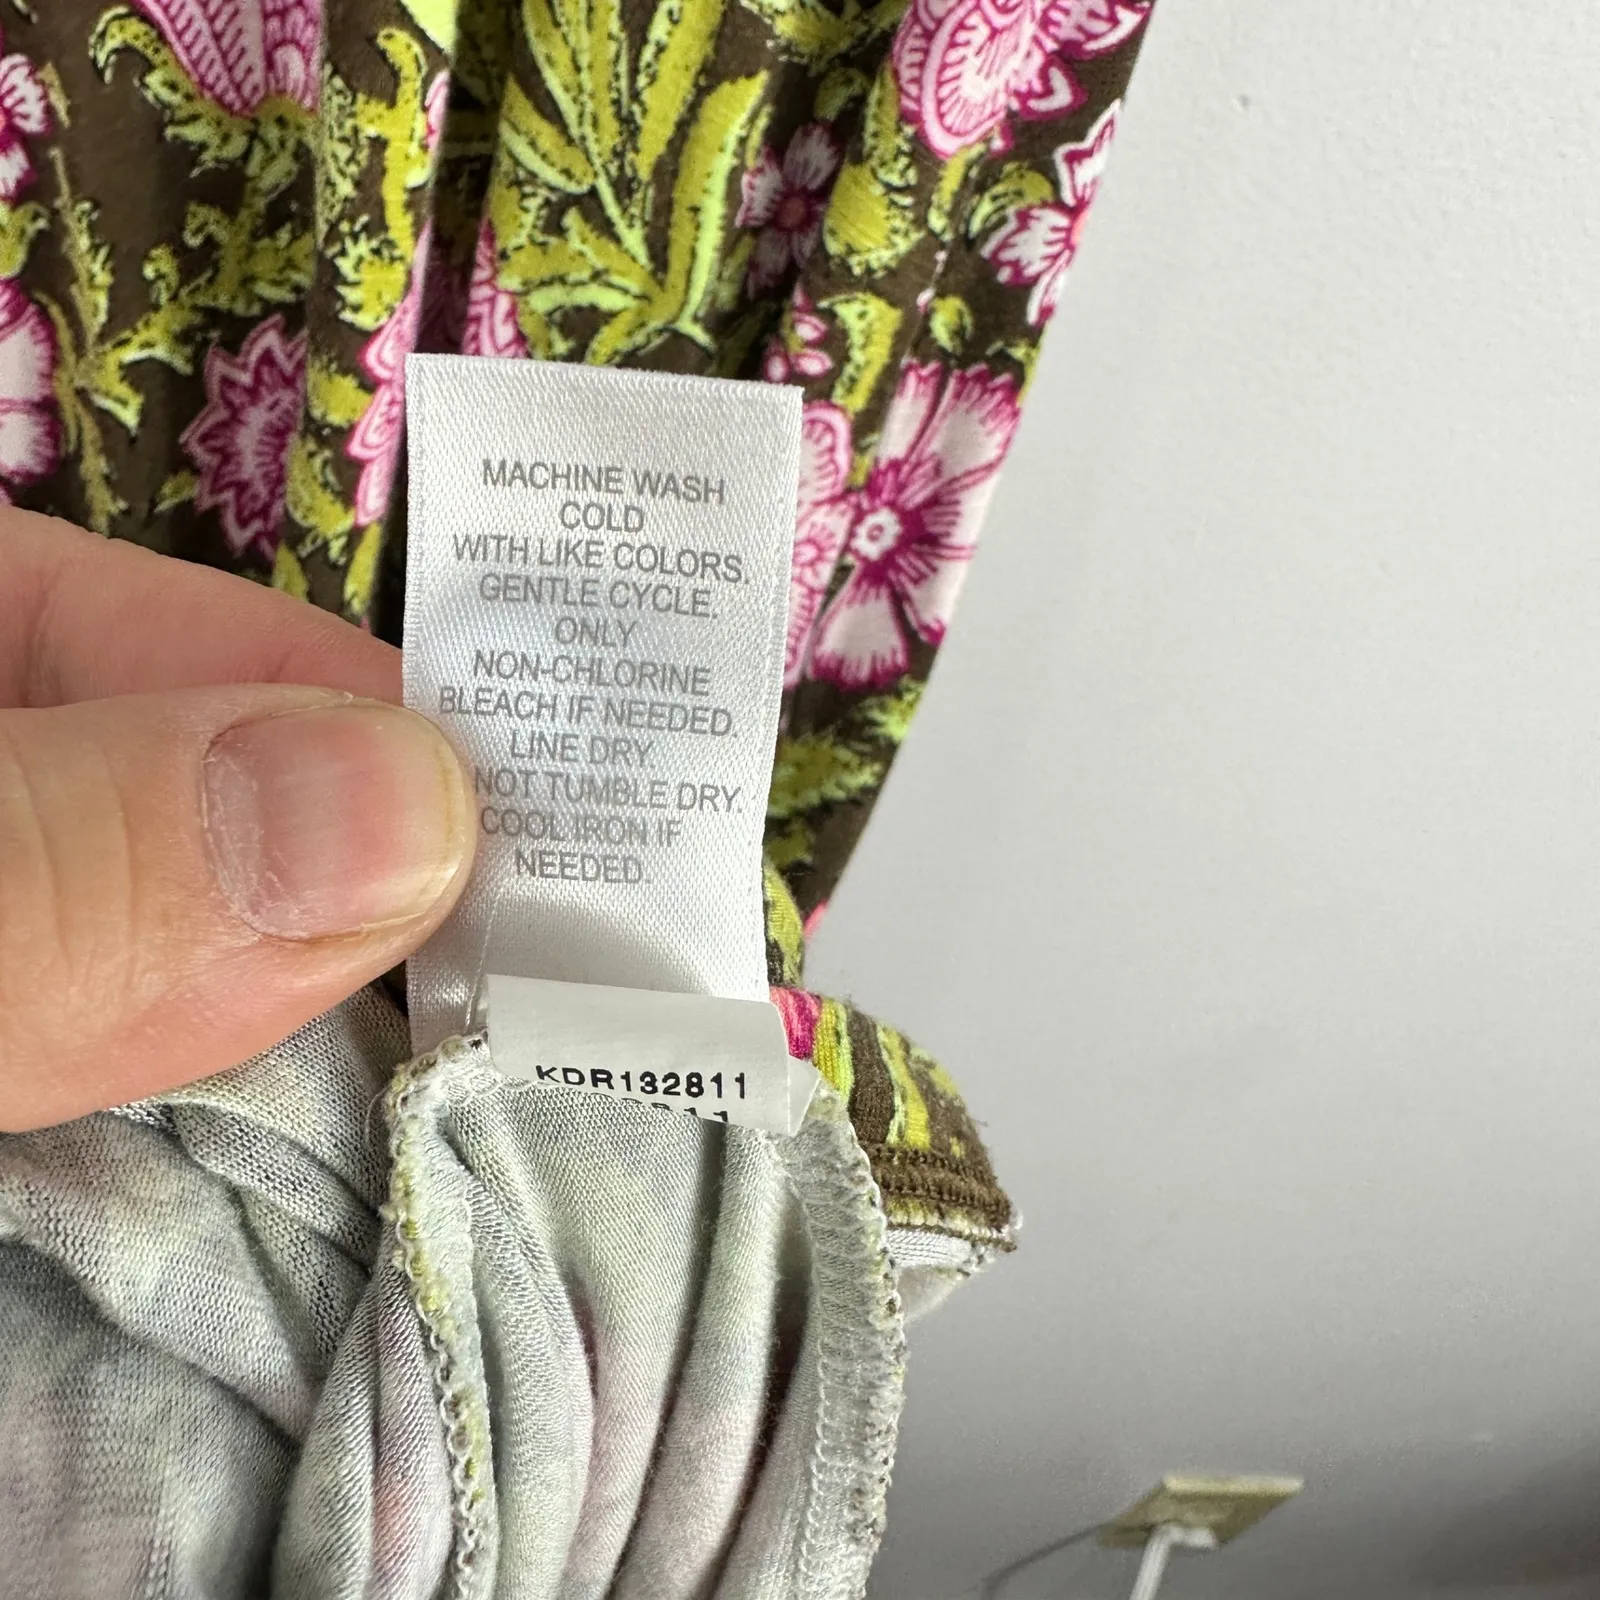 MACHINE WASH
COLD
WITH LIKE COLORS.
GENTLE CYCLE.
ONLY
NON-CHLORINE
BLEACH IF NEEDED.
LINE DRY
NOT TUMBLE DRY.
COOL IRON IF
NEEDED.
KDR132811